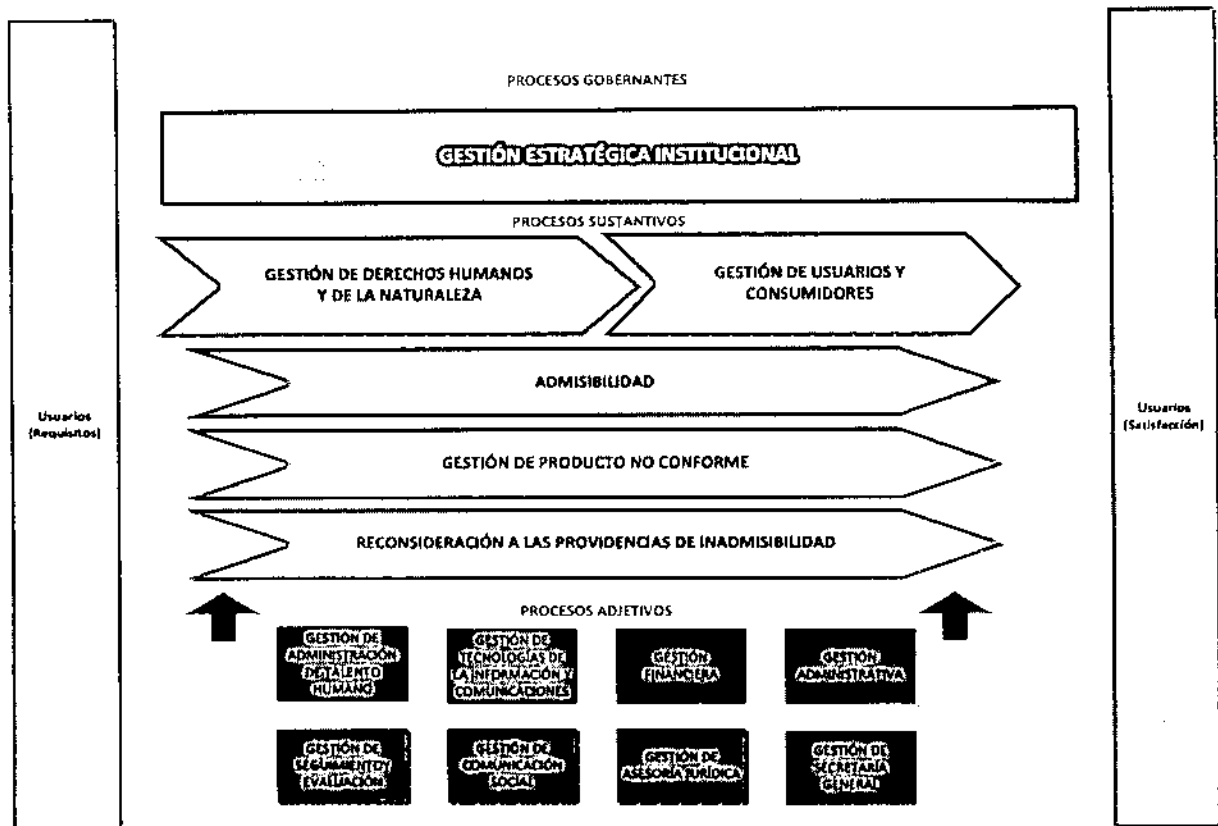 PROCESOS GOBERNANTES
GESTIÓN ESTRATÉGICA INSTITUCIONAL
PROCESOS SUSTANTIVOS
GESTIÓN DE DERECHOS HUMANOS
Y DE LA NATURALEZA
GESTIÓN DE USUARIOS Y
CONSUMIDORES
ADMISIBILIDAD
Usuarios
(Requisitos)
Usuarios
(Satisfacción)
GESTIÓN DE PRODUCTO NO CONFORME
RECONSIDERACIÓN A LAS PROVIDENCIAS DE INADMISIBILIDAD
PROCESOS ADJETIVOS
GESTIÓN DE
ADMINISTRACIÓN
DE TALENTO
HUMANO
GESTIÓN DE
TECNOLOGÍAS DE
LA INFORMACIÓN Y
COMUNICACIONES
GESTIÓN
FINANCIERA
GESTIÓN
ADMINISTRATIVA
GESTIÓN DE
SEGUIMIENTO Y
EVALUACIÓN
GESTIÓN DE
COMUNICACIÓN
SOCIAL
GESTIÓN DE
ASESORÍA JURÍDICA
GESTIÓN DE
SECRETARÍA
GENERAL